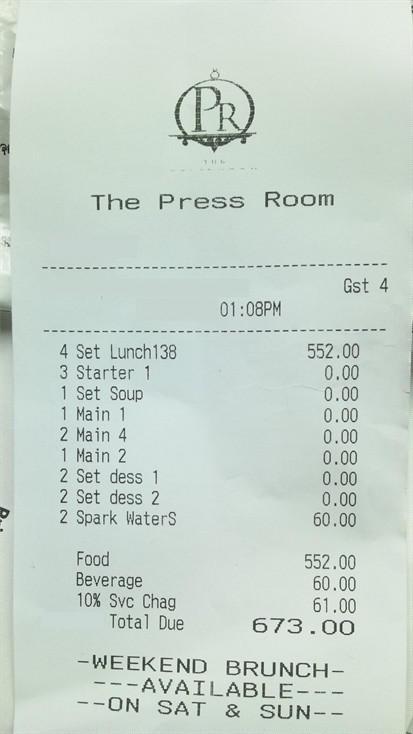 PR
The Press Room
Gst 4
01:08PM
4 Set Lunch138 552.00
3 Starter 1 0.00
1 Set Soup 0.00
1 Main 1 0.00
2 Main 4 0.00
1 Main 2 0.00
2 Set dess 1 0.00
2 Set dess 2 0.00
2 Spark WaterS 60.00
Food 552.00
Beverage 60.00
10% Svc Chag 61.00
Total Due 673.00
-WEEKEND BRUNCH-
---AVAILABLE---
--ON SAT & SUN--